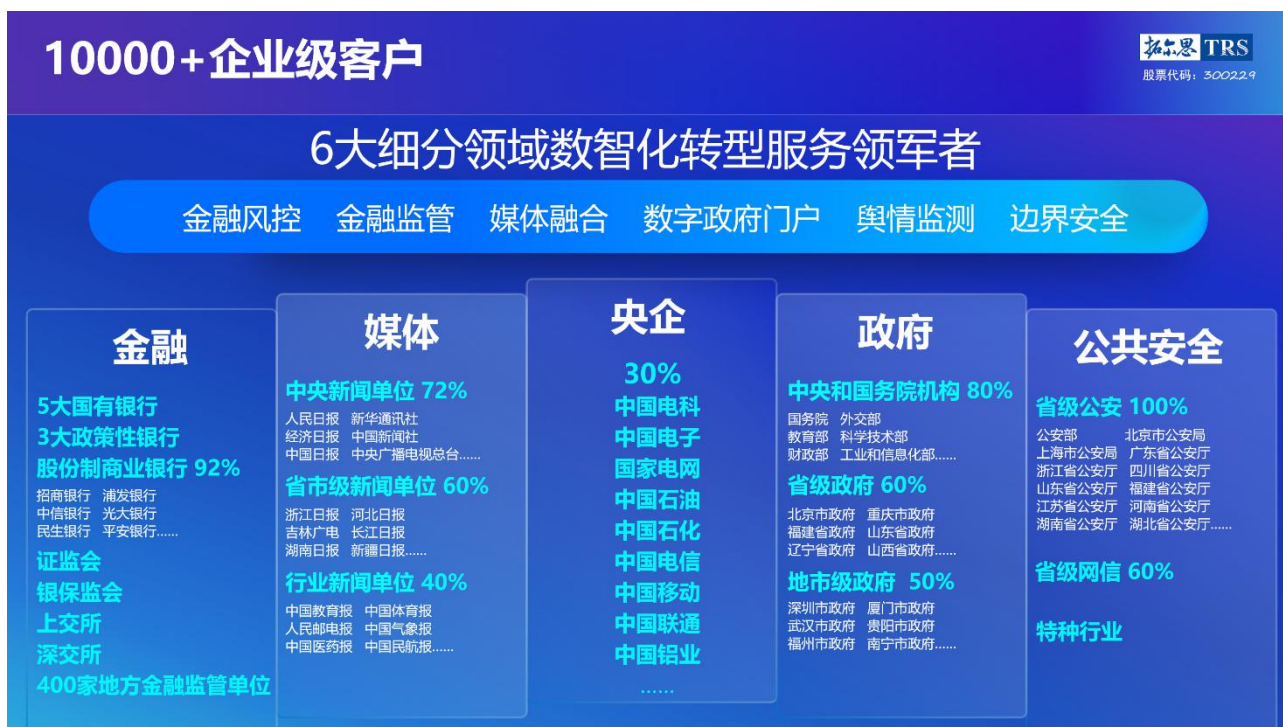 10000+企业级客户
拓尔思 TRS
股票代码：300229
6大细分领域数智化转型服务领军者
金融风控 金融监管 媒体融合 数字政府门户 舆情监测 边界安全
金融
5大国有银行
3大政策性银行
股份制商业银行 92%
招商银行 浦发银行
中信银行 光大银行
民生银行 平安银行......
证监会
银保监会
上交所
深交所
400家地方金融监管单位
媒体
中央新闻单位 72%
人民日报 新华通讯社
经济日报 中国新闻社
中国日报 中央广播电视总台......
省市级新闻单位 60%
浙江日报 河北日报
吉林广电 长江日报
湖南日报 新疆日报......
行业新闻单位 40%
中国教育报 中国体育报
人民邮电报 中国气象报
中国医药报 中国民航报......
央企
30%
中国电科
中国电子
国家电网
中国石油
中国石化
中国电信
中国移动
中国联通
中国铝业
......
政府
中央和国务院机构 80%
国务院 外交部
教育部 科学技术部
财政部 工业和信息化部......
省级政府 60%
北京市政府 重庆市政府
福建省政府 山东省政府
辽宁省政府 山西省政府......
地市级政府 50%
深圳市政府 厦门市政府
武汉市政府 贵阳市政府
福州市政府 南宁市政府......
公共安全
省级公安 100%
公安部 北京市公安局
上海市公安局 广东省公安厅
浙江省公安厅 四川省公安厅
山东省公安厅 福建省公安厅
江苏省公安厅 河南省公安厅
湖南省公安厅 湖北省公安厅......
省级网信 60%
特种行业